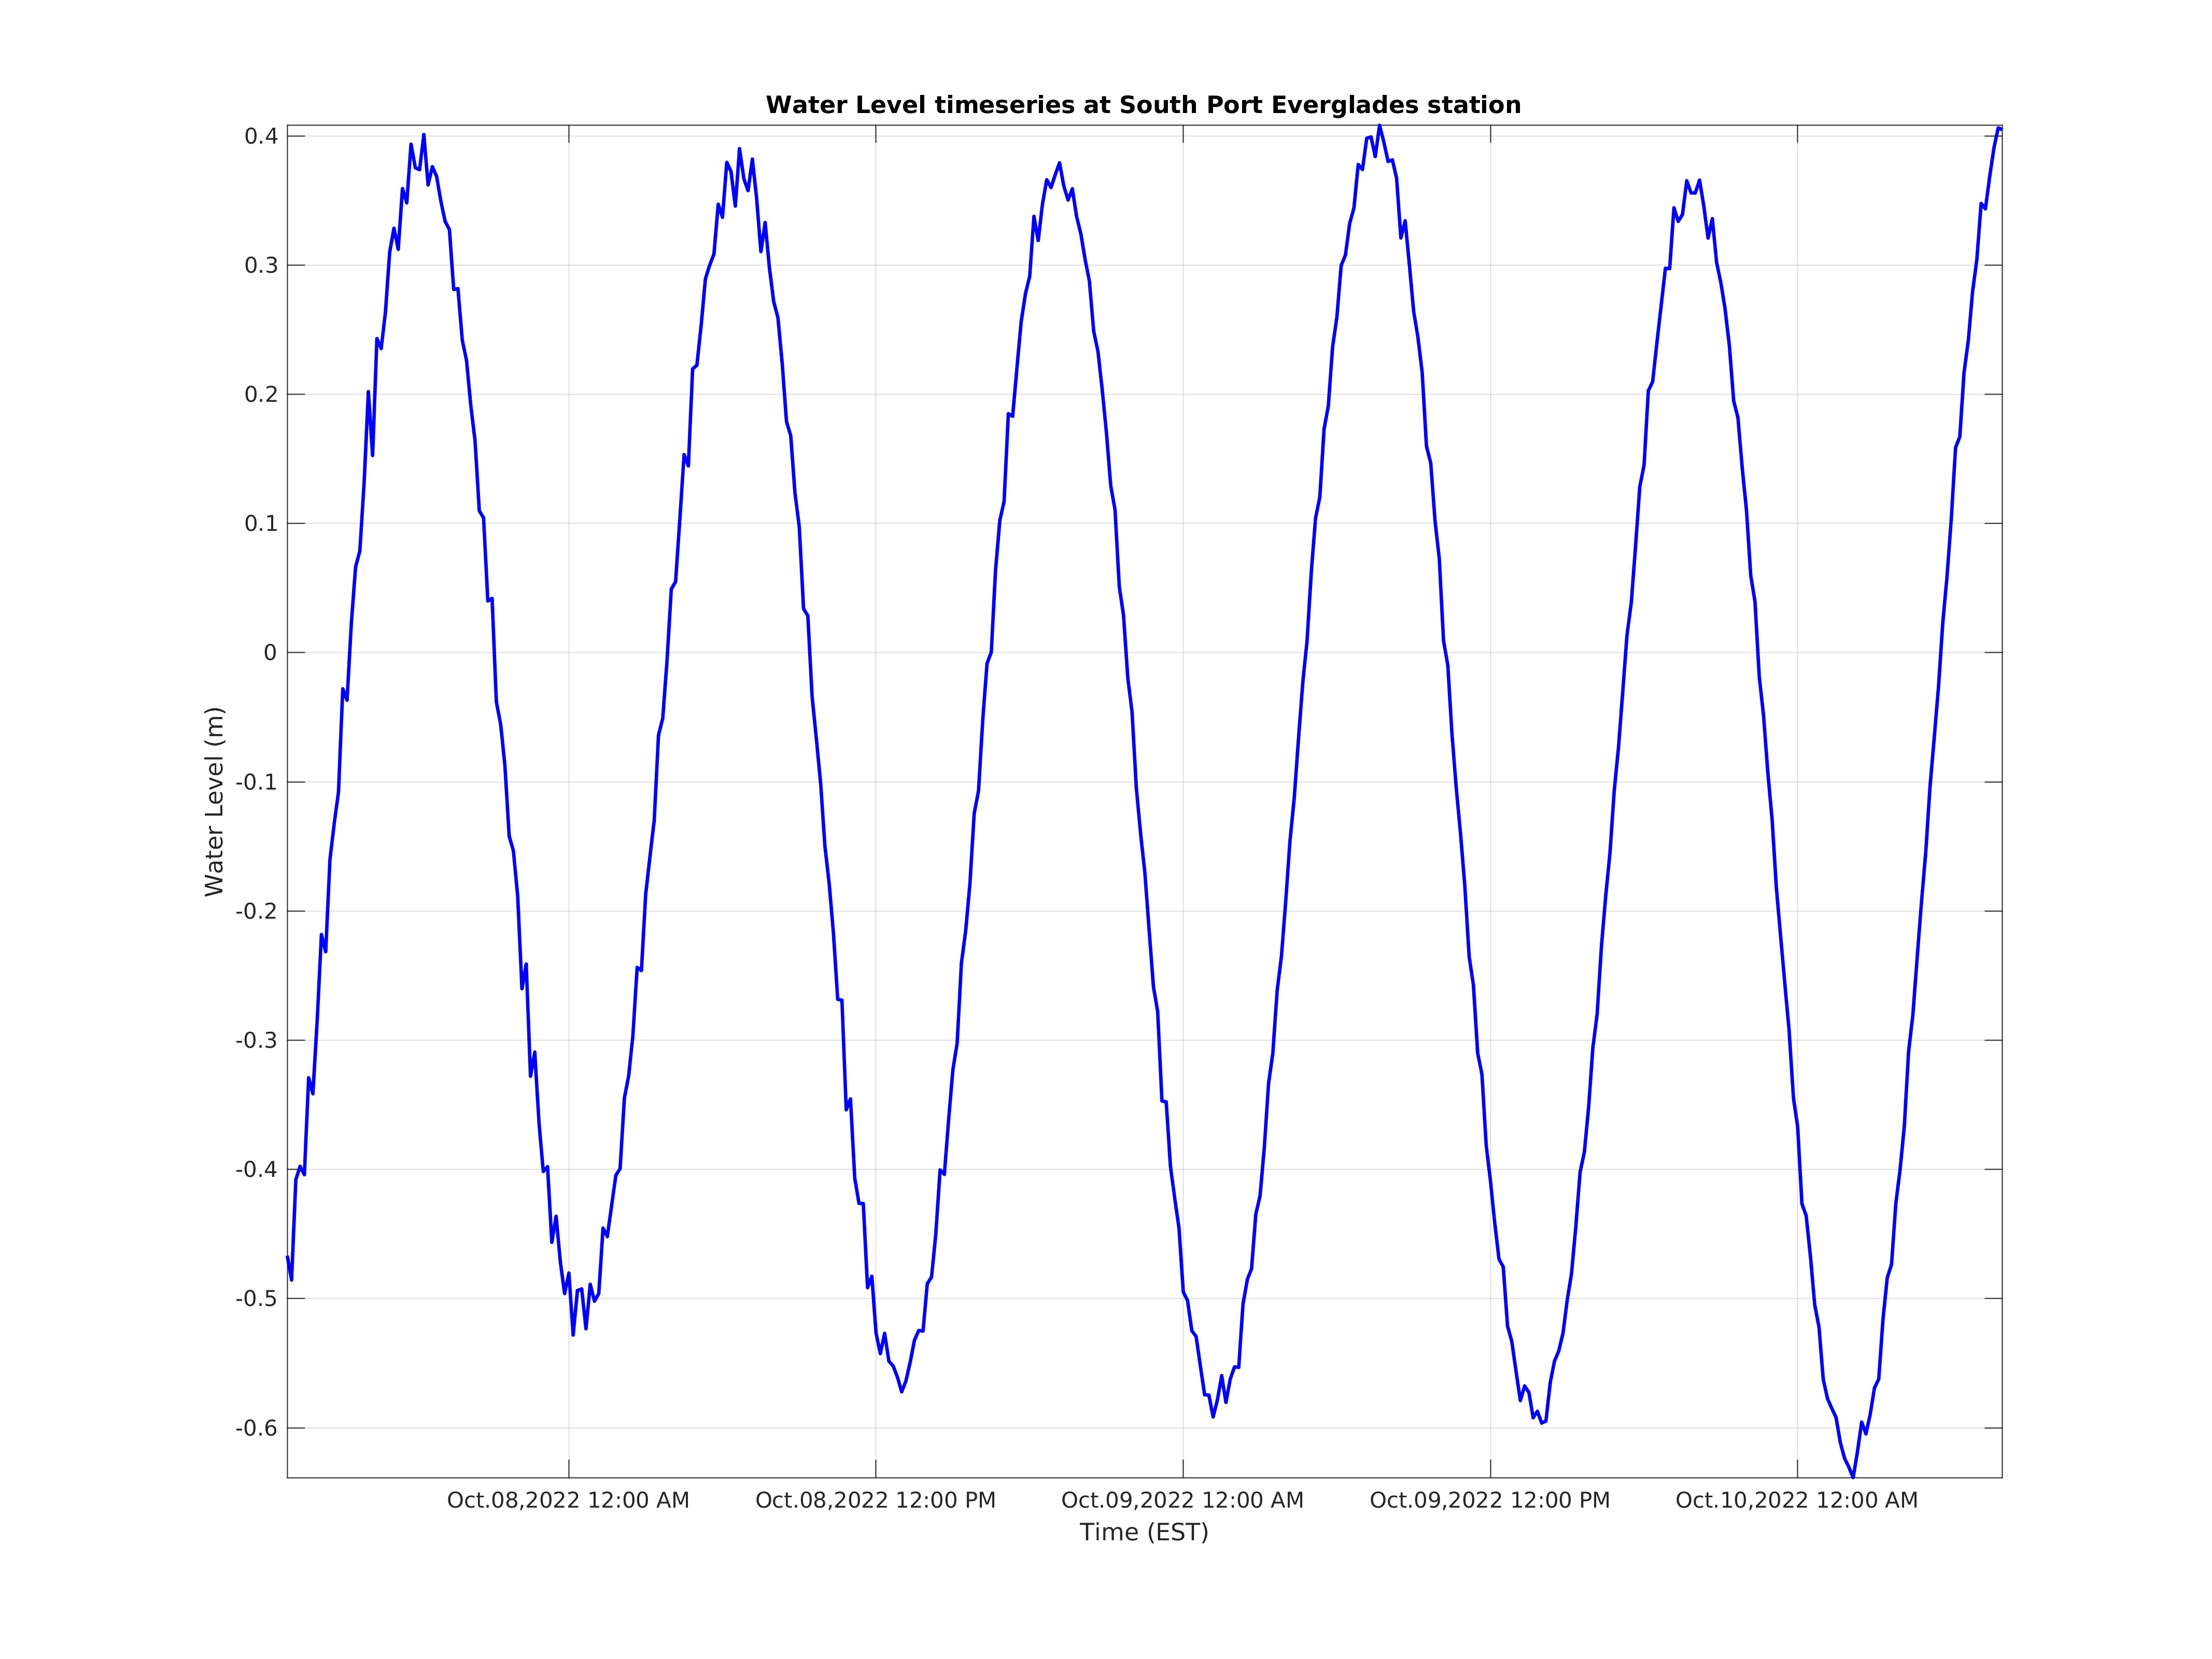 Water Level timeseries at South Port Everglades station
0.4
0.3
0.2
0.1
0
-0.1
-0.2
-0.3
-0.4
-0.5
-0.6
Water Level (m)
Oct.08,2022 12:00 AM
Oct.08,2022 12:00 PM
Oct.09,2022 12:00 AM
Oct.09,2022 12:00 PM
Oct.10,2022 12:00 AM
Time (EST)